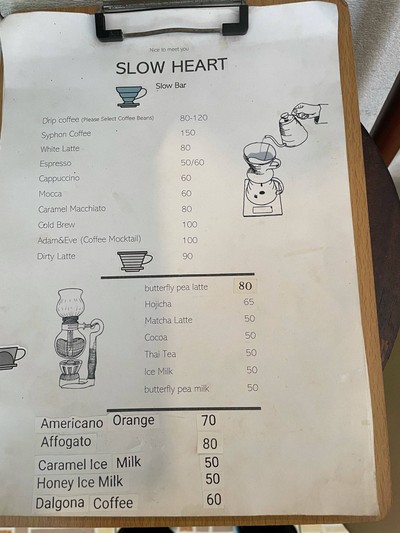 Nice to meet you
SLOW HEART
Slow Bar
Drip coffee (Please Select Coffee Beans) 80-120
Syphon Coffee 150
White Latte 80
Espresso 50/60
Cappuccino 60
Mocca 60
Caramel Macchiato 80
Cold Brew 100
Adam&Eve (Coffee Mocktail) 100
Dirty Latte 90
butterfly pea latte 80
Hojicha 65
Matcha Latte 50
Cocoa 50
Thai Tea 50
Ice Milk 50
butterfly pea milk 50
Americano Orange 70
Affogato 80
Caramel Ice Milk 50
Honey Ice Milk 50
Dalgona Coffee 60